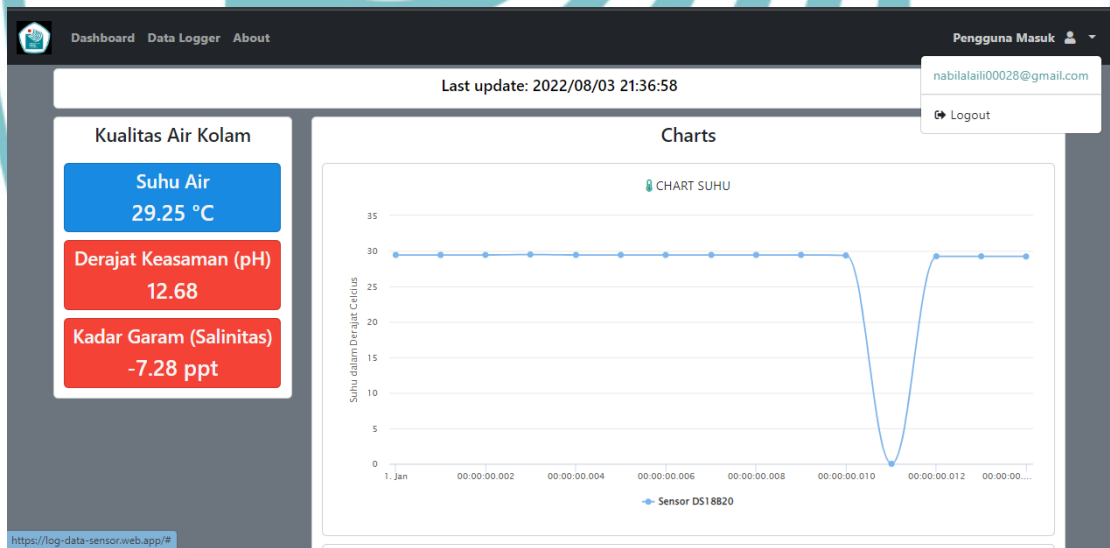 Dashboard Data Logger About
Pengguna Masuk
nabilalaili00028@gmail.com
Logout
Last update: 2022/08/03 21:36:58
Kualitas Air Kolam
Suhu Air
29.25 °C
Derajat Keasaman (pH)
12.68
Kadar Garam (Salinitas)
-7.28 ppt
Charts
CHART SUHU
Suhu dalam Derajat Celcius
35
30
25
20
15
10
5
0
1. Jan 00:00:00.002 00:00:00.004 00:00:00.006 00:00:00.008 00:00:00.010 00:00:00.012 00:00:00....
Sensor DS18B20
https://log-data-sensor.web.app/#